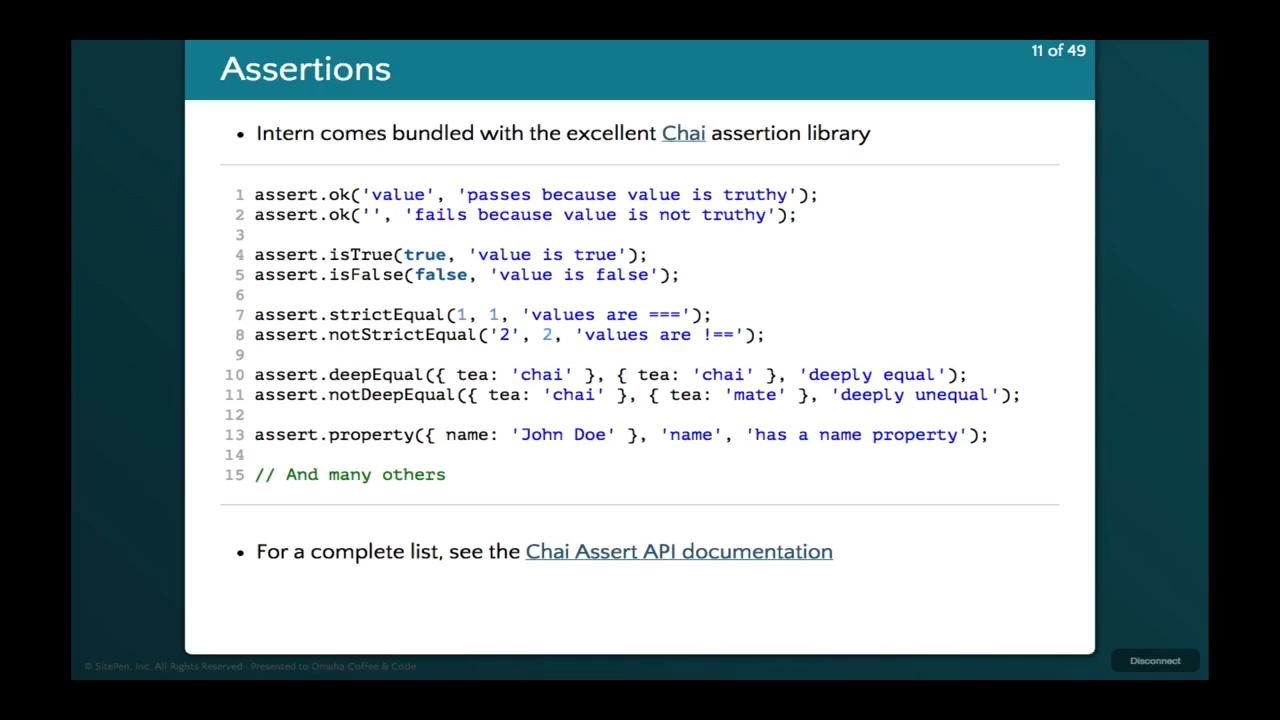 11 of 49
Assertions
• Intern comes bundled with the excellent Chai assertion library
1 assert.ok('value', 'passes because value is truthy');
2 assert.ok('', 'fails because value is not truthy');
3
4 assert.isTrue(true, 'value is true');
5 assert.isFalse(false, 'value is false');
6
7 assert.strictEqual(1, 1, 'values are ===');
8 assert.notStrictEqual('2', 2, 'values are !==');
9
10 assert.deepEqual({ tea: 'chai' }, { tea: 'chai' }, 'deeply equal');
11 assert.notDeepEqual({ tea: 'chai' }, { tea: 'mate' }, 'deeply unequal');
12
13 assert.property({ name: 'John Doe' }, 'name', 'has a name property');
14
15 // And many others
• For a complete list, see the Chai Assert API documentation
© SitePen, Inc. All Rights Reserved · Presented to Omaha Coffee & Code
Disconnect